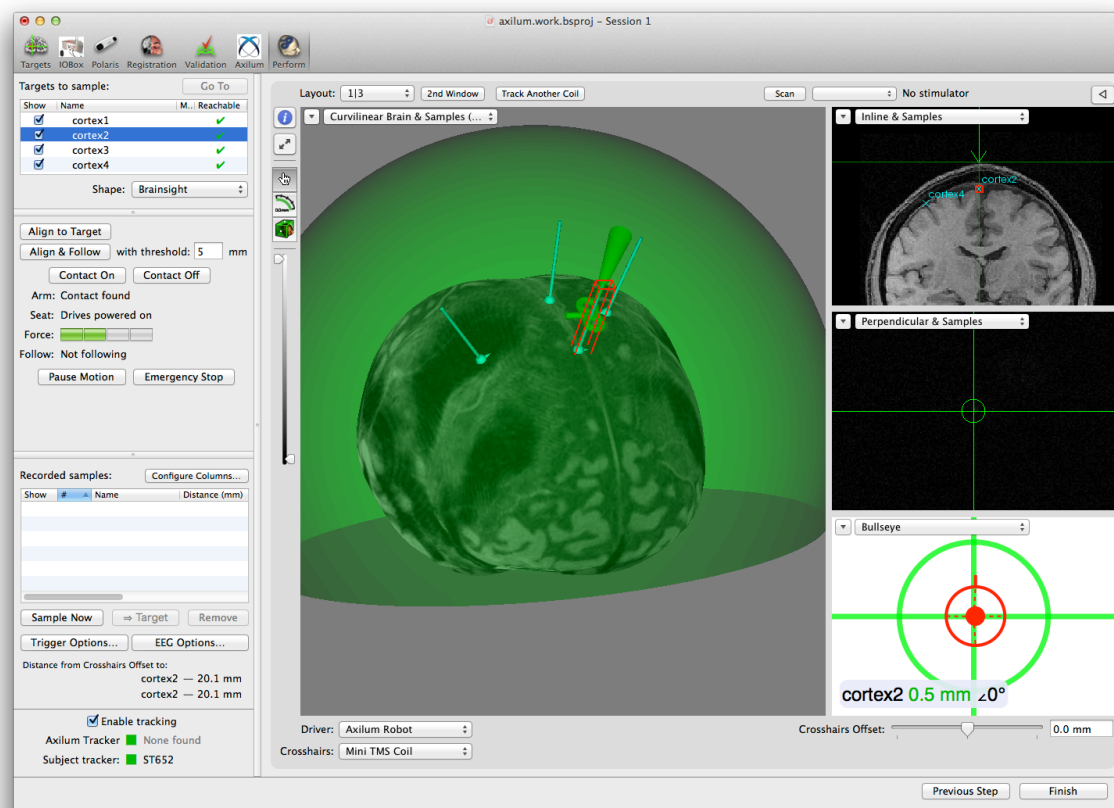 axilum.work.bsproj – Session 1
Targets IOBox Polaris Registration Validation Axilum Perform
Targets to sample: Go To
Show Name M... Reachable
cortex1
cortex2
cortex3
cortex4
Shape: Brainsight
Align to Target
Align & Follow with threshold: 5 mm
Contact On Contact Off
Arm: Contact found
Seat: Drives powered on
Force:
Follow: Not following
Pause Motion Emergency Stop
Recorded samples: Configure Columns...
Show # Name Distance (mm)
Sample Now ⇒ Target Remove
Trigger Options... EEG Options...
Distance from Crosshairs Offset to:
cortex2 — 20.1 mm
cortex2 — 20.1 mm
Enable tracking
Axilum Tracker None found
Subject tracker: ST652
Layout: 1|3 2nd Window Track Another Coil Scan No stimulator
Curvilinear Brain & Samples (...
Inline & Samples
cortex2
cortex4
Perpendicular & Samples
Bullseye
cortex2 0.5 mm ∠0°
Driver: Axilum Robot
Crosshairs: Mini TMS Coil
Crosshairs Offset: 0.0 mm
Previous Step Finish